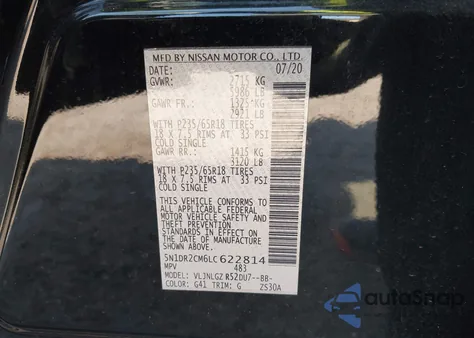 MFD BY NISSAN MOTOR CO., LTD.
DATE: 07/20
GVWR: 2715 KG
5986 LB
GAWR FR.: 1325 KG
2921 LB
WITH P235/65R18 TIRES
18 X 7.5 RIMS AT 33 PSI
COLD SINGLE
GAWR RR.: 1415 KG
3120 LB
WITH P235/65R18 TIRES
18 X 7.5 RIMS AT 33 PSI
COLD SINGLE
THIS VEHICLE CONFORMS TO
ALL APPLICABLE FEDERAL
MOTOR VEHICLE SAFETY AND
THEFT PREVENTION STANDARDS
IN EFFECT ON THE DATE OF
MANUFACTURE SHOWN ABOVE.
5N1DR2CM6LC622814
MPV 483
VLJNLGZ R52DU7--BB-
COLOR: G41 TRIM: G ZS30A
AutoSnap